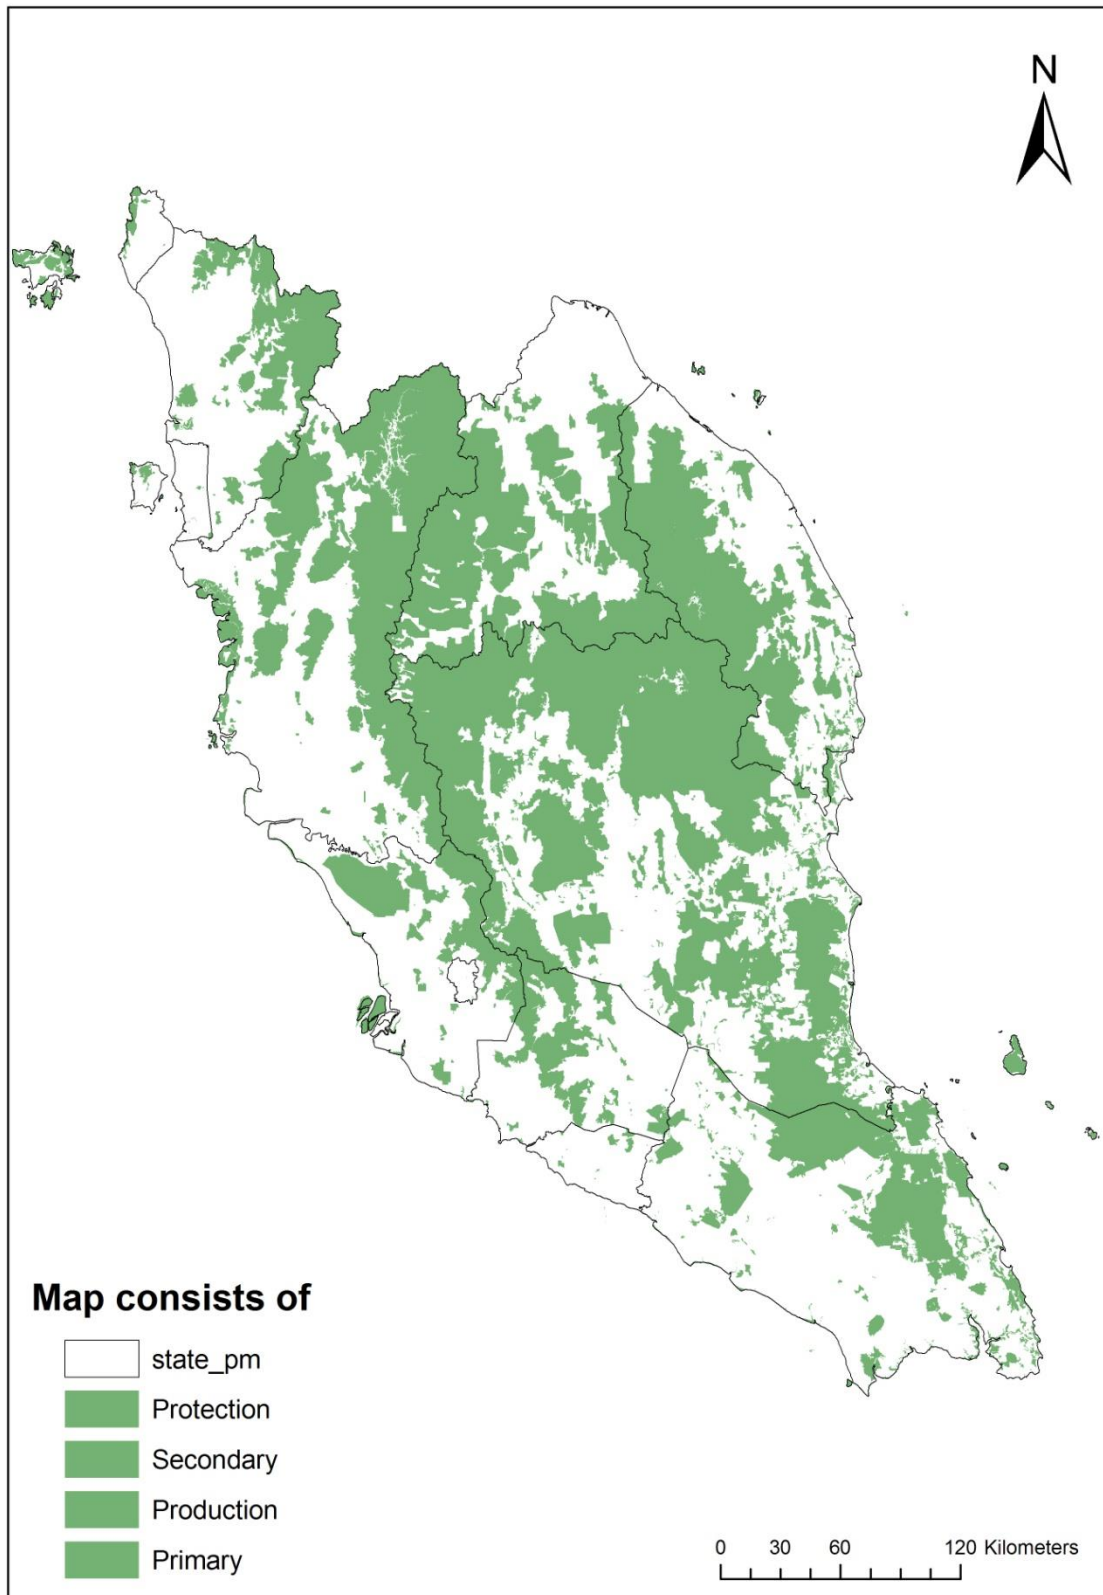 N
Map consists of
state_pm
Protection
Secondary
Production
Primary
0 30 60 120 Kilometers